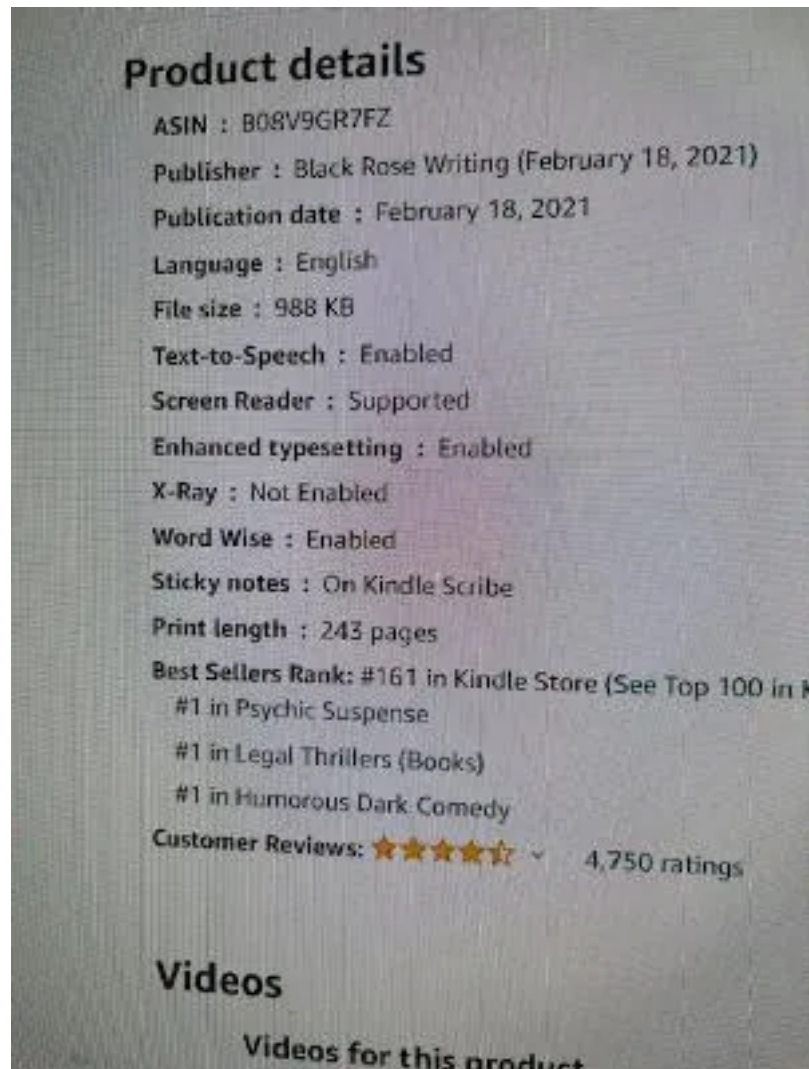 Product details
ASIN : B08V9GR7FZ
Publisher : Black Rose Writing (February 18, 2021)
Publication date : February 18, 2021
Language : English
File size : 988 KB
Text-to-Speech : Enabled
Screen Reader : Supported
Enhanced typesetting : Enabled
X-Ray : Not Enabled
Word Wise : Enabled
Sticky notes : On Kindle Scribe
Print length : 243 pages
Best Sellers Rank: #161 in Kindle Store (See Top 100 in K
#1 in Psychic Suspense
#1 in Legal Thrillers (Books)
#1 in Humorous Dark Comedy
Customer Reviews: 4,750 ratings
Videos
Videos for this product